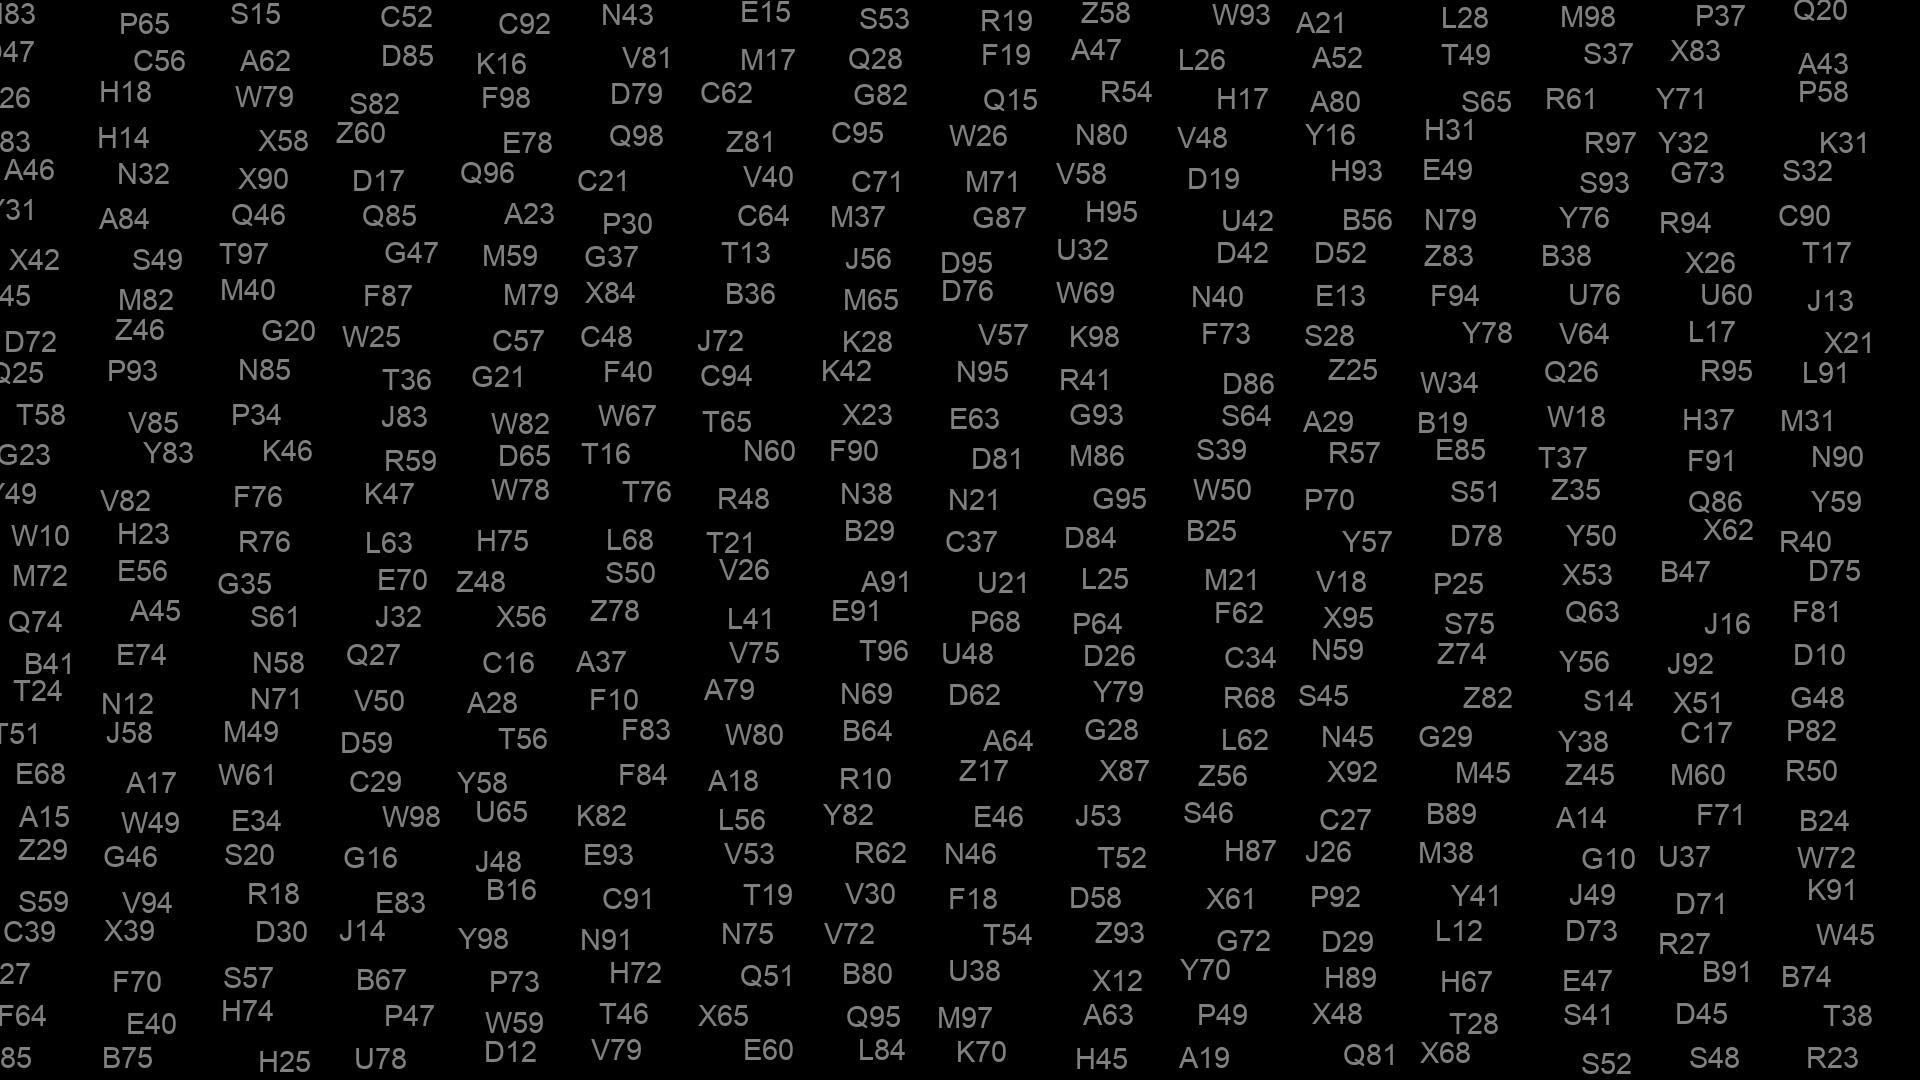 P65 S15 C52 C92 N43 E15 S53 R19 Z58 W93 A21 L28 M98 P37 Q20
C56 A62 D85 K16 V81 M17 Q28 F19 A47 L26 A52 T49 S37 X83 A43
H18 W79 S82 F98 D79 C62 G82 Q15 R54 H17 A80 S65 R61 Y71 P58
H14 X58 Z60 E78 Q98 Z81 C95 W26 N80 V48 Y16 H31 R97 Y32 K31
A46 N32 X90 D17 Q96 C21 V40 C71 M71 V58 D19 H93 E49 S93 G73 S32
Y31 A84 Q46 Q85 A23 P30 C64 M37 G87 H95 U42 B56 N79 Y76 R94 C90
X42 S49 T97 G47 M59 G37 T13 J56 D95 U32 D42 D52 Z83 B38 X26 T17
45 M82 M40 F87 M79 X84 B36 M65 D76 W69 N40 E13 F94 U76 U60 J13
D72 Z46 G20 W25 C57 C48 J72 K28 V57 K98 F73 S28 Y78 V64 L17 X21
Q25 P93 N85 T36 G21 F40 C94 K42 N95 R41 D86 Z25 W34 Q26 R95 L91
T58 V85 P34 J83 W82 W67 T65 X23 E63 G93 S64 A29 B19 W18 H37 M31
G23 Y83 K46 R59 D65 T16 N60 F90 D81 M86 S39 R57 E85 T37 F91 N90
Y49 V82 F76 K47 W78 T76 R48 N38 N21 G95 W50 P70 S51 Z35 Q86 Y59
W10 H23 R76 L63 H75 L68 T21 B29 C37 D84 B25 Y57 D78 Y50 X62 R40
M72 E56 G35 E70 Z48 S50 V26 A91 U21 L25 M21 V18 P25 X53 B47 D75
Q74 A45 S61 J32 X56 Z78 L41 E91 P68 P64 F62 X95 S75 Q63 J16 F81
B41 E74 N58 Q27 C16 A37 V75 T96 U48 D26 C34 N59 Z74 Y56 J92 D10
T24 N12 N71 V50 A28 F10 A79 N69 D62 Y79 R68 S45 Z82 S14 X51 G48
T51 J58 M49 D59 T56 F83 W80 B64 A64 G28 L62 N45 G29 Y38 C17 P82
E68 A17 W61 C29 Y58 F84 A18 R10 Z17 X87 Z56 X92 M45 Z45 M60 R50
A15 W49 E34 W98 U65 K82 L56 Y82 E46 J53 S46 C27 B89 A14 F71 B24
Z29 G46 S20 G16 J48 E93 V53 R62 N46 T52 H87 J26 M38 G10 U37 W72
S59 V94 R18 E83 B16 C91 T19 V30 F18 D58 X61 P92 Y41 J49 D71 K91
C39 X39 D30 J14 Y98 N91 N75 V72 T54 Z93 G72 D29 L12 D73 R27 W45
27 F70 S57 B67 P73 H72 Q51 B80 U38 X12 Y70 H89 H67 E47 B91 B74
F64 E40 H74 P47 W59 T46 X65 Q95 M97 A63 P49 X48 T28 S41 D45 T38
85 B75 H25 U78 D12 V79 E60 L84 K70 H45 A19 Q81 X68 S52 S48 R23